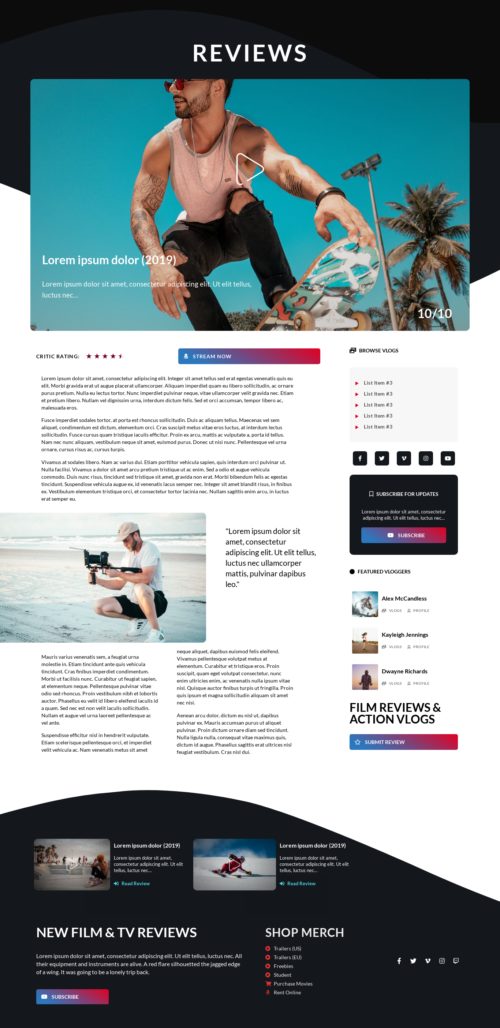 REVIEWS
Lorem ipsum dolor (2019)
Lorem ipsum dolor sit amet, consectetur adipiscing elit. Ut elit tellus,
luctus nec...
10/10
CRITIC RATING:
STREAM NOW
Lorem ipsum dolor sit amet, consectetur adipiscing elit. Integer sit amet tellus sed erat egestas venenatis quis eu
elit. Morbi gravida erat ut augue placerat ullamcorper. Aliquam imperdiet quam eu libero sollicitudin, ac ornare
purus pretium. Nulla eu lectus tortor. Nunc imperdiet purus non odio vitae ullamcorper velit gravida nec. Etiam
et pretium libero. Nullam vel dignissim urna, interdum dictum felis. Sed et orci accumsan, tempor libero ac,
malesuada eros.
Fusce imperdiet sodales tortor, at porta est rhoncus sollicitudin. Duis ac aliquam tellus. Maecenas vel sem
aliquet, cursus odio et, dictum elementum orci. Cras suscipit metus vitae eros luctus, at interdum lectus
sollicitudin. Fusce cursus quam tristique iaculis efficitur. Proin ex arcu, mattis ac vulputate a, porta id tellus.
Nam nec nunc aliquam, vestibulum neque sit amet, euismod purus. Donec ut nisi nunc. Pellentesque vel urna
ornare, cursus risus ac, cursus turpis.
Vivamus at sodales libero. Nam ac varius dui. Etiam porttitor vehicula sapien, quis interdum orci pulvinar ut.
Nulla facilisi. Vivamus a dolor sit amet arcu pretium tristique ut ac enim. Sed a odio et augue vehicula
commodo. Duis nunc risus, tincidunt sed tristique sit amet, gravida non erat. Morbi bibendum felis ac egestas
tincidunt. Suspendisse vehicula augue ex, id venenatis lacus semper nec. Integer sit amet blandit risus, in finibus
ex. Vestibulum elementum tristique orci, et consectetur tortor lacinia nec. Nullam sagittis enim arcu, in luctus
erat semper eu.
"Lorem ipsum dolor sit
amet, consectetur
adipiscing elit. Ut tellus,
luctus nec ullamcorper
mattis, pulvinar dapibus
leo."
Mauris varius venenatis sem, a feugiat urna
molestie in. Etiam tincidunt ante quis vehicula
tincidunt. Cras finibus imperdiet condimentum.
Morbi ut facilisis nunc. Curabitur ut feugiat sapien,
at elementum neque. Pellentesque pulvinar vitae
odio sed rhoncus. Proin vestibulum nibh et lobortis
auctor. Phasellus eu velit ut libero eleifend iaculis id
a quam. Sed nec est non velit iaculis sollicitudin.
Nullam et augue vel urna laoreet pellentesque ac
vel ante.
Suspendisse efficitur nisl in hendrerit vulputate.
Etiam scelerisque pellentesque orci, et imperdiet
velit vehicula ac. Nam venenatis metus sit amet
neque aliquet, dapibus euismod felis eleifend.
Vivamus pellentesque volutpat metus at
elementum. Curabitur et fringilla eros. Proin
suscipit, quam eget volutpat consectetur, nunc
enim ultricies enim, ac venenatis nulla ipsum vitae
nisi. Quisque auctor finibus turpis ut fringilla. Proin
quis ipsum et magna sollicitudin aliquam sit amet
nec nisi.
Aenean arcu dolor, dictum eu nisl ut, dapibus
pulvinar ex. Mauris accumsan purus ut aliquet
pulvinar. Proin dictum ornare diam sed tincidunt.
Nulla ligula nulla, consequat vitae maximus quis,
dictum id augue. Phasellus sagittis erat ultrices nisl
feugiat vestibulum. Cras nisl dui.
BROWSE VLOGS
List Item #3
List Item #3
List Item #3
List Item #3
List Item #3
SUBSCRIBE FOR UPDATES
Lorem ipsum dolor sit amet,
consectetur adipiscing elit. Ut elit
tellus, luctus nec...
SUBSCRIBE
FEATURED VLOGGERS
Alex McCandless
VLOGS PROFILE
Kayleigh Jennings
VLOGS PROFILE
Dwayne Richards
VLOGS PROFILE
FILM REVIEWS &
ACTION VLOGS
SUBMIT REVIEW
Lorem ipsum dolor (2019)
Lorem ipsum dolor sit amet,
consectetur adipiscing elit. Ut elit
tellus, luctus nec...
Read Review
Lorem ipsum dolor (2019)
Lorem ipsum dolor sit amet,
consectetur adipiscing elit. Ut elit
tellus, luctus nec...
Read Review
NEW FILM & TV REVIEWS
Lorem ipsum dolor sit amet, consectetur adipiscing elit. Ut elit tellus, luctus nec. All
their equipment and instruments are alive. A red flare silhouetted the jagged edge
of a wing. It was going to be a lonely trip back.
SUBSCRIBE
SHOP MERCH
Trailers (US)
Trailers (EU)
Freebies
Student
Purchase Movies
Rent Online